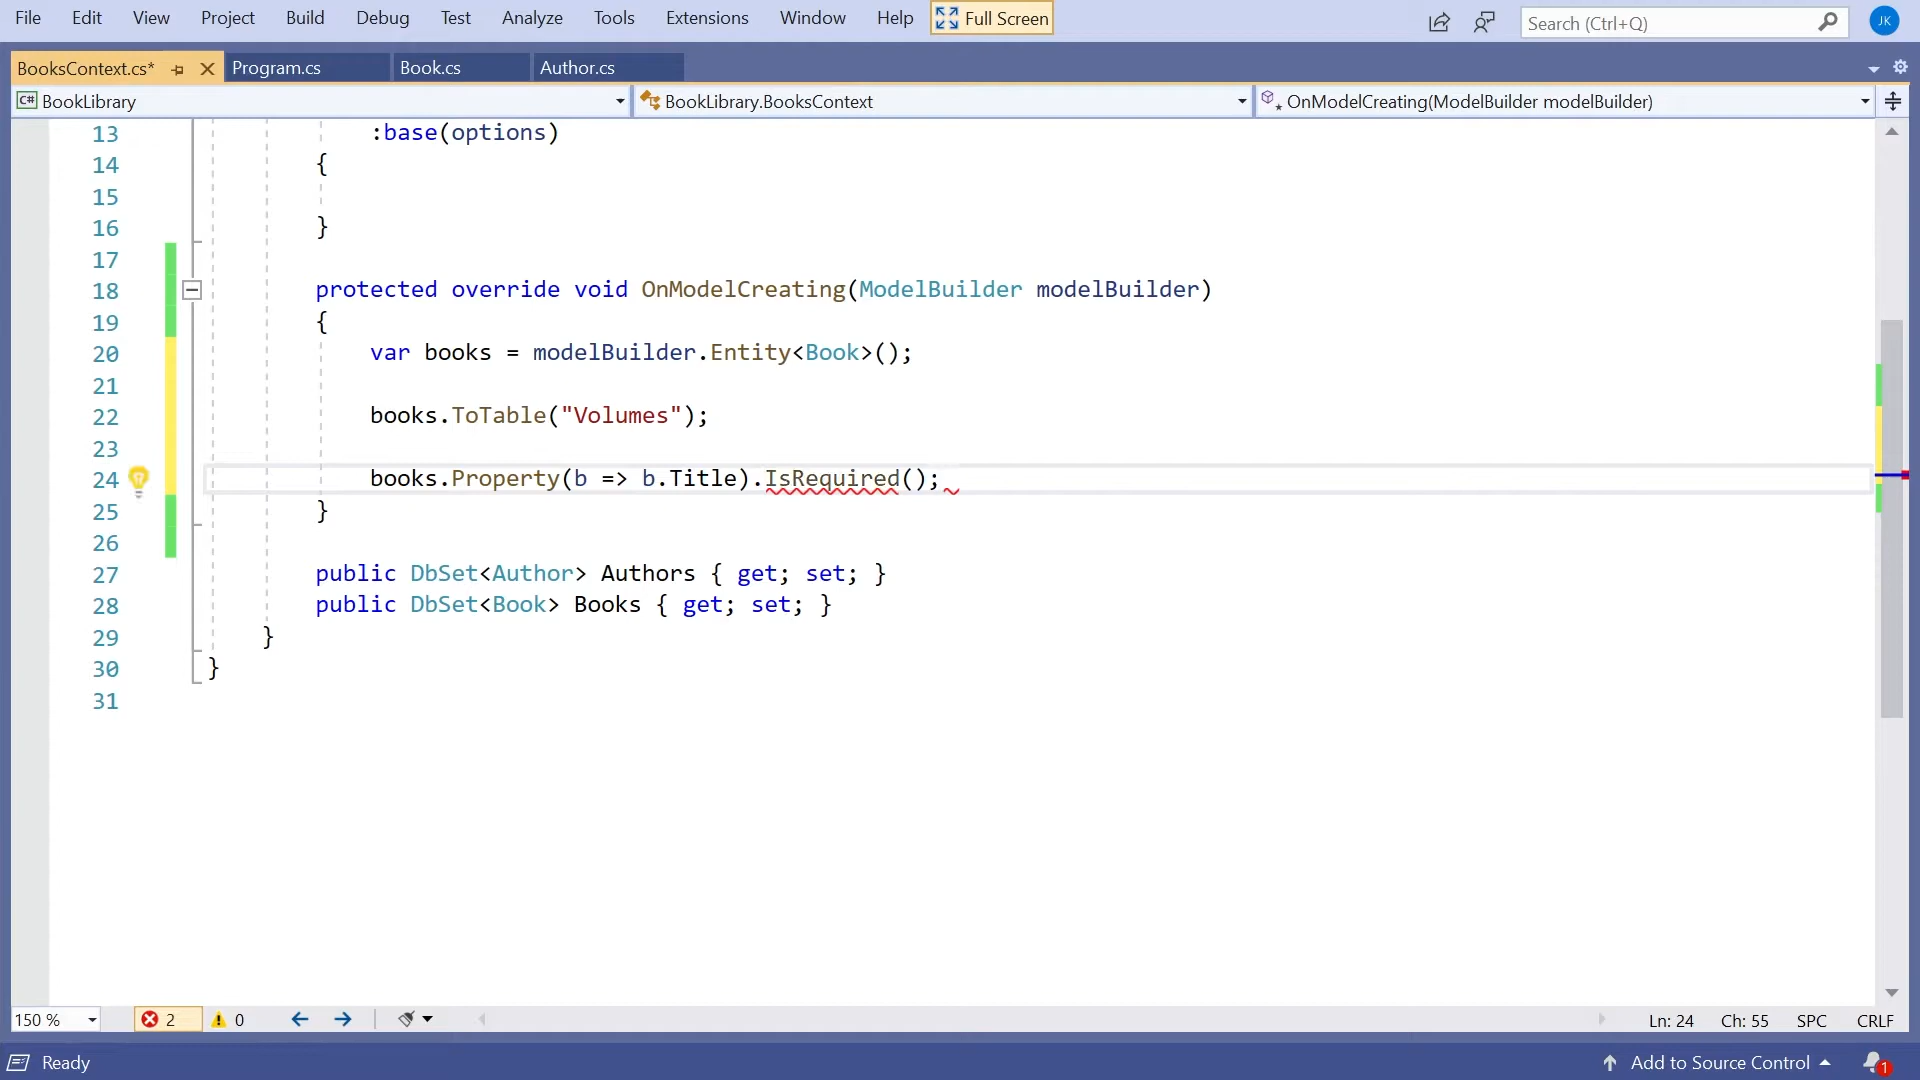 File Edit View Project Build Debug Test Analyze Tools Extensions Window Help Full Screen Search (Ctrl+Q) JK
BooksContext.cs* Program.cs Book.cs Author.cs
C# BookLibrary BookLibrary.BooksContext OnModelCreating(ModelBuilder modelBuilder)
13 :base(options)
14 {
15
16 }
17
18 protected override void OnModelCreating(ModelBuilder modelBuilder)
19 {
20 var books = modelBuilder.Entity<Book>();
21
22 books.ToTable("Volumes");
23
24 books.Property(b => b.Title).IsRequired();
25 }
26
27 public DbSet<Author> Authors { get; set; }
28 public DbSet<Book> Books { get; set; }
29 }
30 }
31
150 % 2 0 Ln: 24 Ch: 55 SPC CRLF
Ready Add to Source Control 1